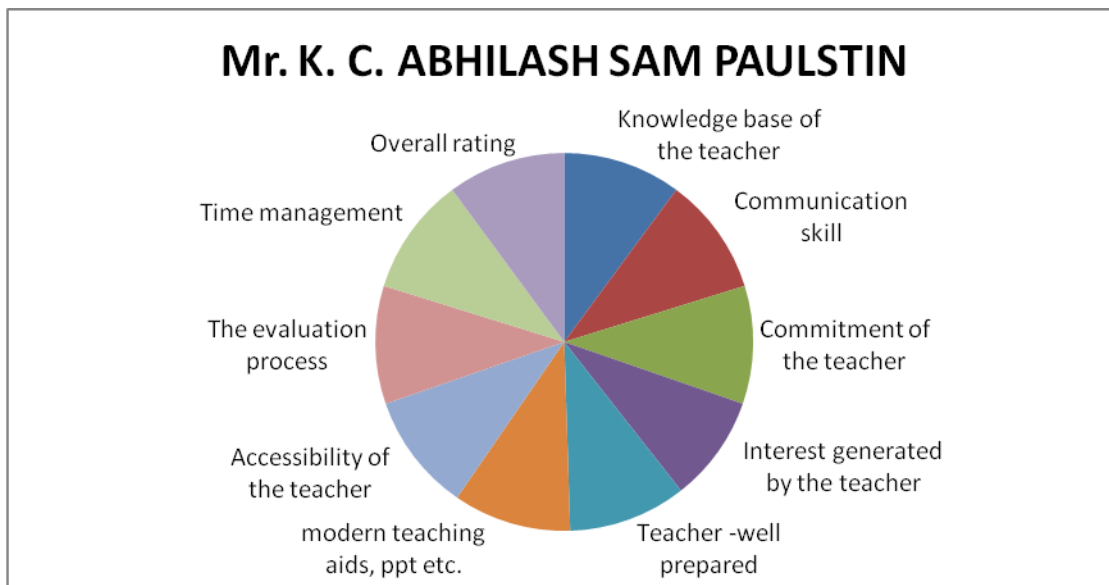 Mr. K. C. ABHILASH SAM PAULSTIN
Knowledge base of
the teacher
Communication
skill
Commitment of
the teacher
Interest generated
by the teacher
Teacher -well
prepared
modern teaching
aids, ppt etc.
Accessibility of
the teacher
The evaluation
process
Time management
Overall rating